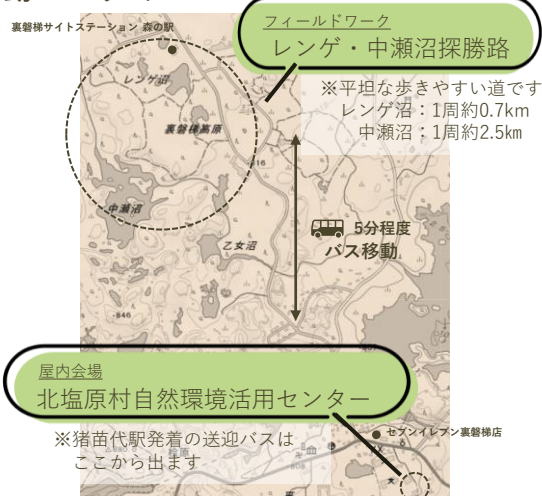 裏磐梯サイトステーション 森の駅
フィールドワーク
レンゲ・中瀬沼探勝路
※平坦な歩きやすい道です
レンゲ沼：1周約0.7km
中瀬沼：1周約2.5㎞
レンゲ沼
裏磐梯高原
816
中瀬沼
乙女沼
5分程度
バス移動
・846
屋内会場
北塩原村自然環境活用センター
※猪苗代駅発着の送迎バスは
ここから出ます
セブンイレブン裏磐梯店